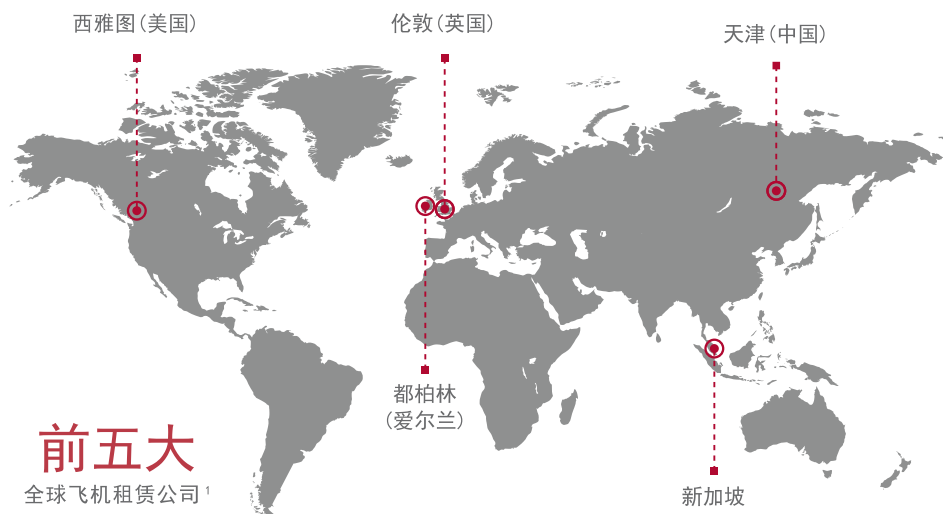 西雅图(美国)
伦敦(英国)
天津(中国)
都柏林
(爱尔兰)
前五大
全球飞机租赁公司1
新加坡